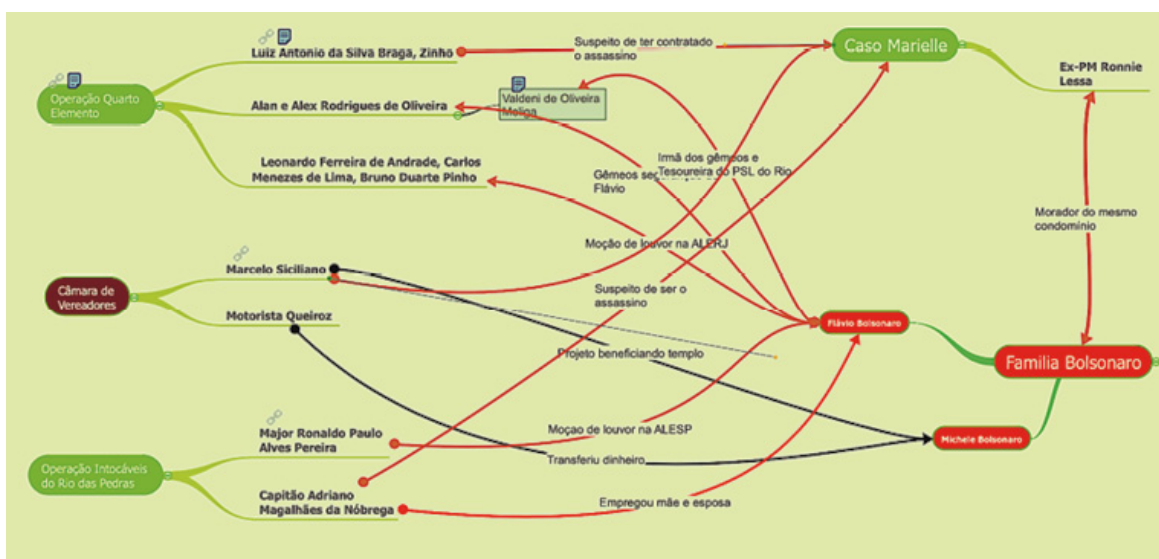 Luiz Antonio da Silva Braga, Zinho
Suspeito de ter contratado
o assassino
Caso Marielle
Ex-PM Ronnie
Lessa
Operação Quarto
Elemento
Alan e Alex Rodrigues de Oliveira
Valdeni de Oliveira
Meliga
Irmã dos gêmeos e
Tesoureira do PSL do Rio
Gêmeos
Flávio
Leonardo Ferreira de Andrade, Carlos
Menezes de Lima, Bruno Duarte Pinho
Morador do mesmo
condomínio
Moção de louvor na ALERJ
Marcelo Siciliano
Câmara de
Vereadores
Suspeito de ser o
assassino
Motorista Queiroz
Flávio Bolsonaro
Projeto beneficiando templo
Familia Bolsonaro
Major Ronaldo Paulo
Alves Pereira
Moçao de louvor na ALESP
Michele Bolsonaro
Transferiu dinheiro
Operação Intocáveis
do Rio das Pedras
Capitão Adriano
Magalhães da Nóbrega
Empregou mãe e esposa